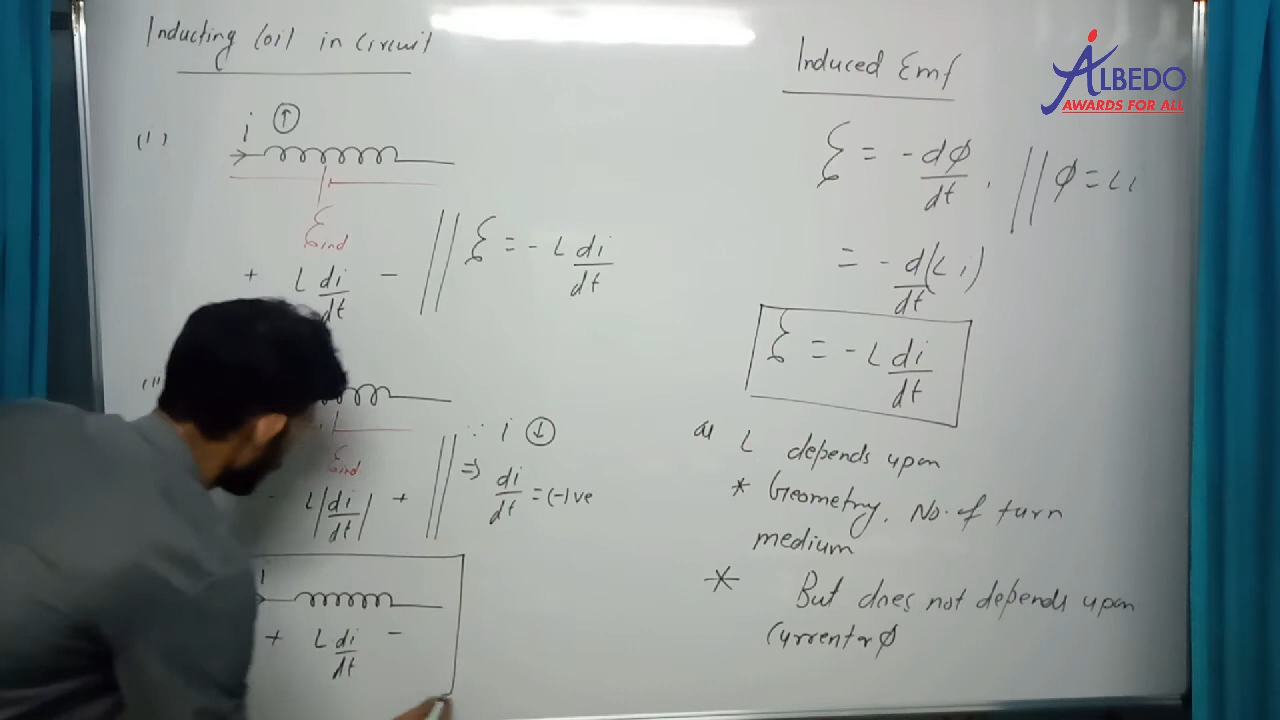 Inducting Coil in Circuit
(1) i ↑
ξind
+ L di/dt − || ξ = - L di/dt
(11
ξind
- L|di/dt| + || ∵ i ↓
⇒ di/dt = (-)ve
i
+ L di/dt −
Induced Emf
ξ = - dφ/dt . || φ = Li
= - d(Li)/dt
ξ = - L di/dt
L depends upon
* Geometry, No. of turn
medium
* But does not depends upon
Current or φ
ALBEDO
AWARDS FOR ALL